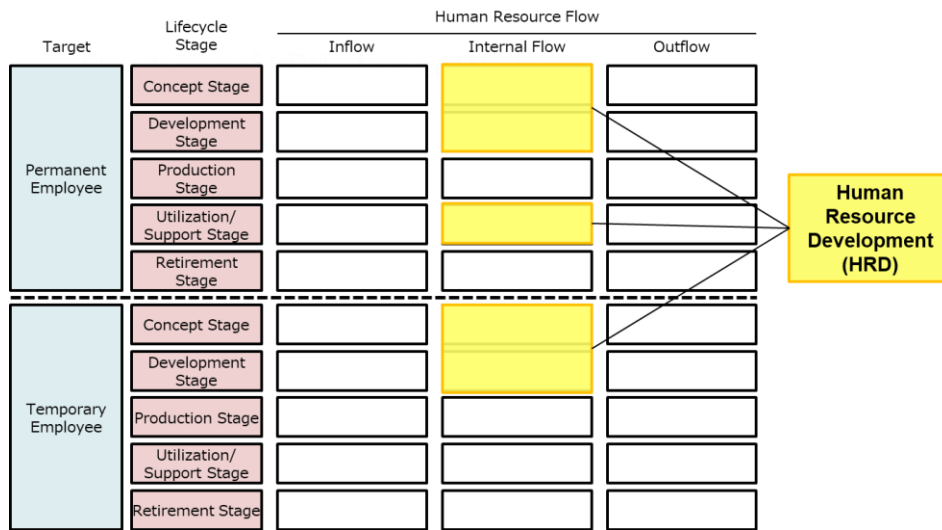 Human Resource Flow
Target
Lifecycle
Stage
Inflow
Internal Flow
Outflow
Permanent
Employee
Concept Stage
Development
Stage
Production
Stage
Utilization/
Support Stage
Retirement
Stage
Human
Resource
Development
(HRD)
Temporary
Employee
Concept Stage
Development
Stage
Production Stage
Utilization/
Support Stage
Retirement Stage